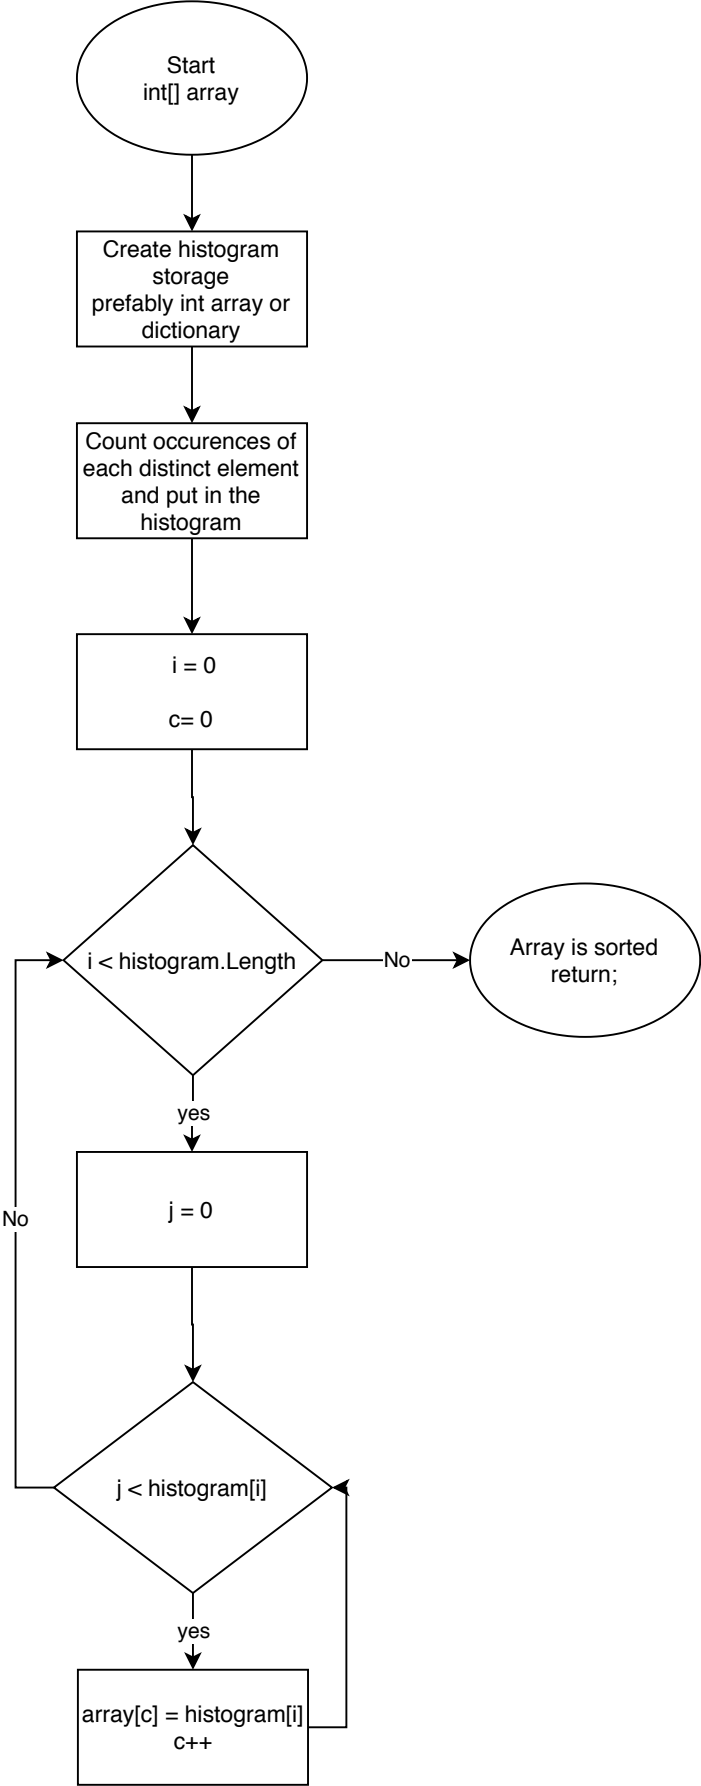 Start
int[] array
Create histogram
storage
prefably int array or
dictionary
Count occurences of
each distinct element
and put in the
histogram
i = 0
c= 0
i < histogram.Length
No
Array is sorted
return;
yes
j = 0
No
j < histogram[i]
yes
array[c] = histogram[i]
c++